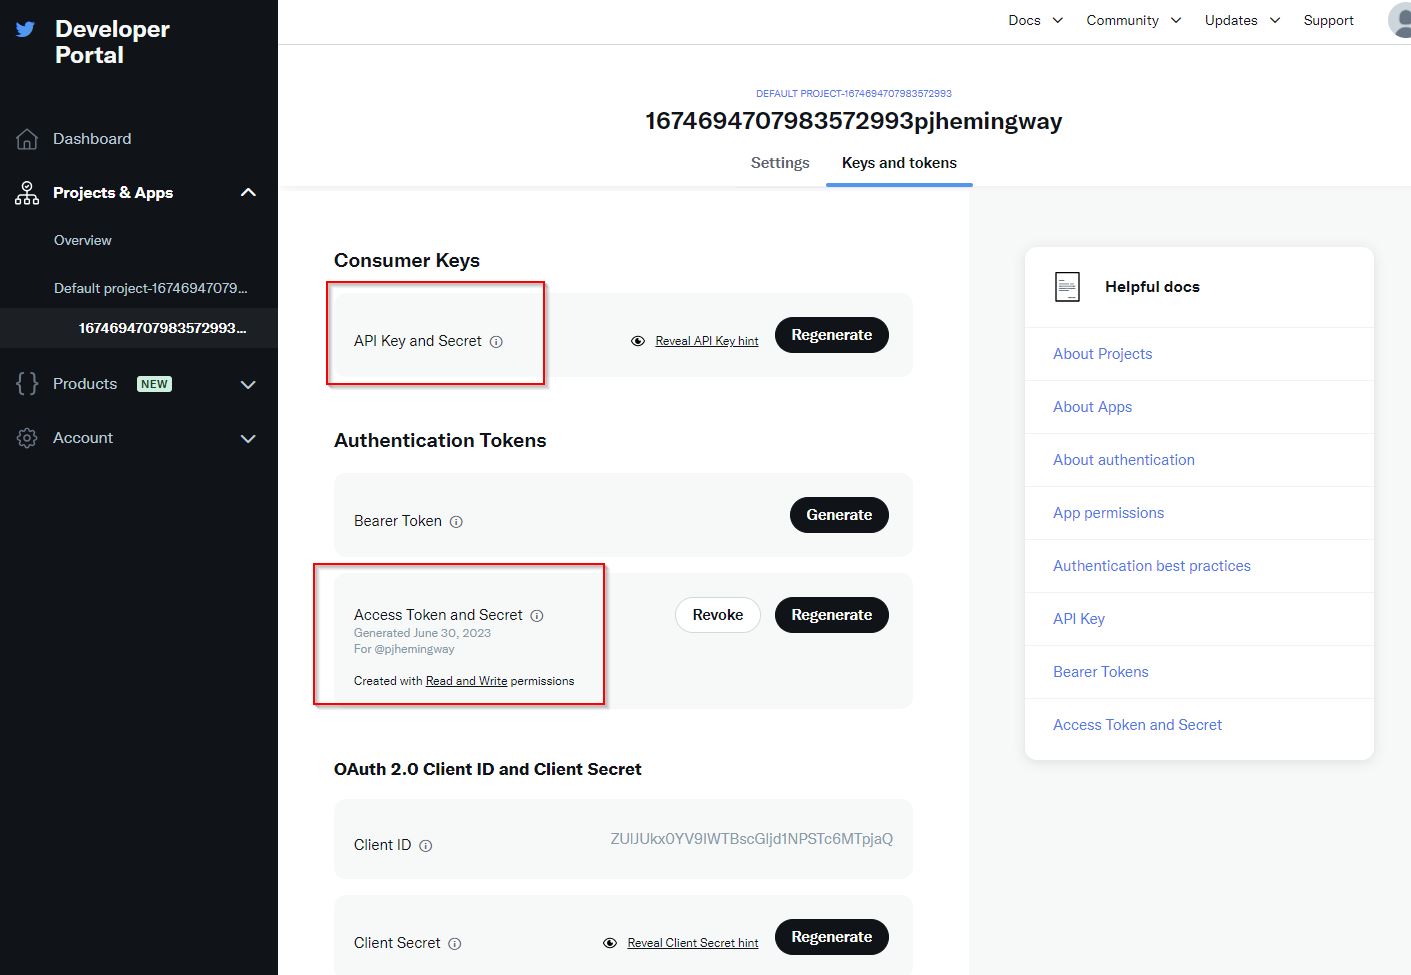 Developer
Portal
Docs
Community
Updates
Support
Dashboard
Projects & Apps
Overview
Default project-16746947079...
1674694707983572993...
Products NEW
Account
DEFAULT PROJECT-1674694707983572993
1674694707983572993pjhemingway
Settings
Keys and tokens
Consumer Keys
API Key and Secret
Reveal API Key hint
Regenerate
Authentication Tokens
Bearer Token
Generate
Access Token and Secret
Generated June 30, 2023
For @pjhemingway
Created with Read and Write permissions
Revoke
Regenerate
OAuth 2.0 Client ID and Client Secret
Client ID
ZUlJUkx0YV9IWTBscGljd1NPSTc6MTpjaQ
Client Secret
Reveal Client Secret hint
Regenerate
Helpful docs
About Projects
About Apps
About authentication
App permissions
Authentication best practices
API Key
Bearer Tokens
Access Token and Secret